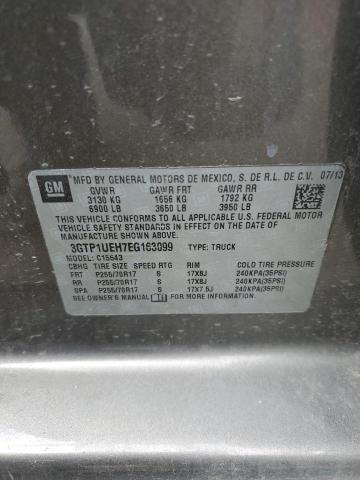 GM
MFD BY GENERAL MOTORS DE MEXICO, S. DE R.L. DE C.V. 07/13
GVWR GAWR FRT GAWR RR
3130 KG 1656 KG 1792 KG
6900 LB 3650 LB 3950 LB
THIS VEHICLE CONFORMS TO ALL APPLICABLE U.S. FEDERAL MOTOR
VEHICLE SAFETY STANDARDS IN EFFECT ON THE DATE OF
MANUFACTURE SHOWN ABOVE.
3GTP1UEH7EG163099 TYPE: TRUCK
MODEL: C15543
CBHG TIRE SIZE SPEED RTG RIM COLD TIRE PRESSURE
FRT P255/70R17 S 17X8J 240KPA(35PSI)
RR P255/70R17 S 17X8J 240KPA(35PSI)
SPA P255/70R17 S 17X7.5J 240KPA(35PSI)
SEE OWNER'S MANUAL FOR MORE INFORMATION.